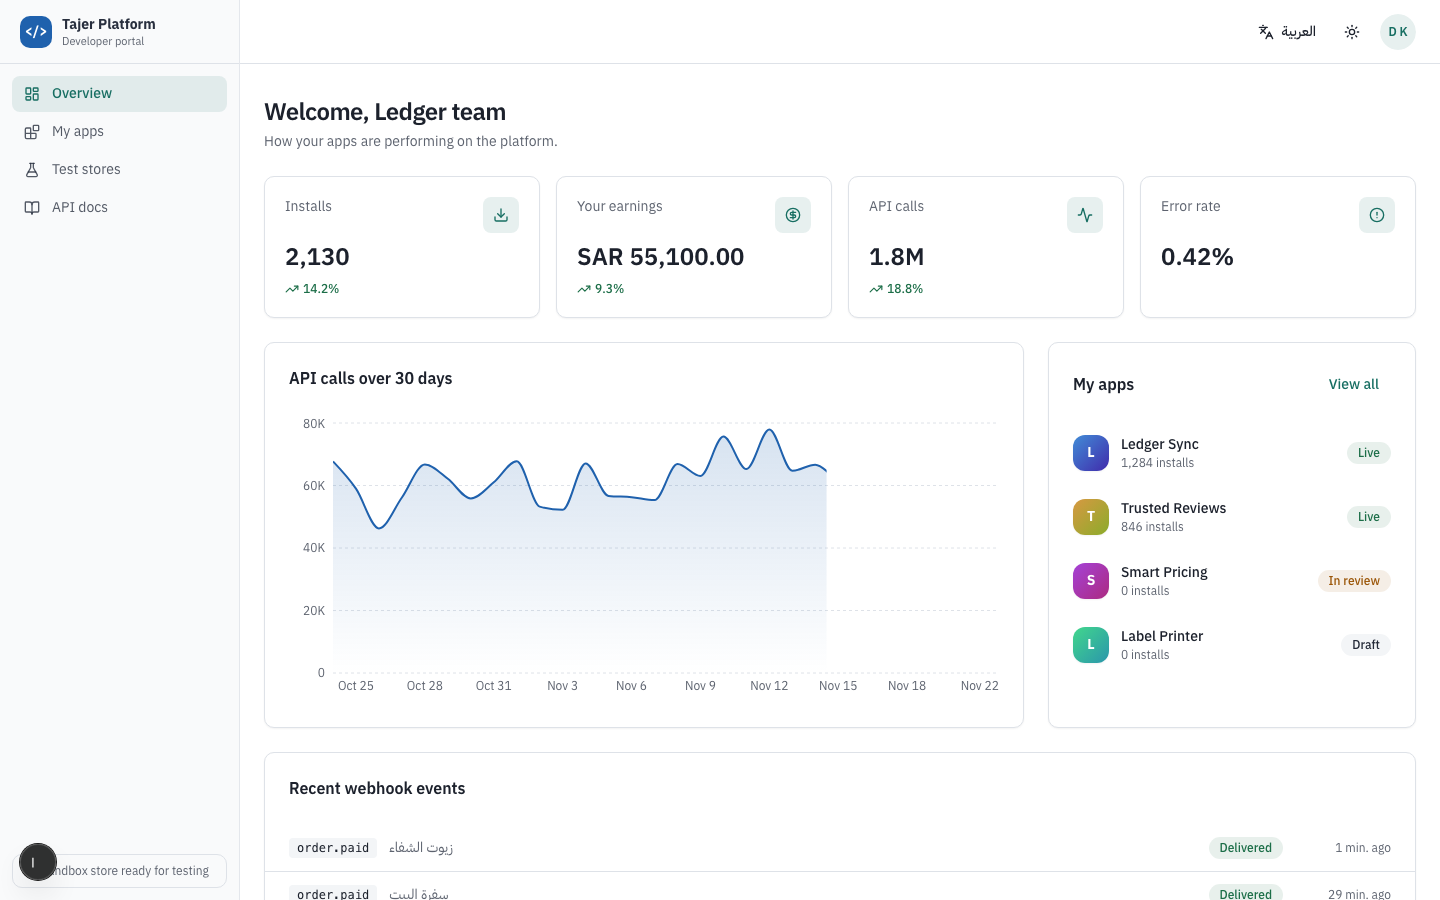 Tajer Platform
Developer portal
العربية
D K
Overview
My apps
Test stores
API docs
Welcome, Ledger team
How your apps are performing on the platform.
Installs
2,130
14.2%
Your earnings
SAR 55,100.00
9.3%
API calls
1.8M
18.8%
Error rate
0.42%
API calls over 30 days
80K
60K
40K
20K
0
Oct 25 Oct 28 Oct 31 Nov 3 Nov 6 Nov 9 Nov 12 Nov 15 Nov 18 Nov 22
My apps View all
L
Ledger Sync
1,284 installs
Live
T
Trusted Reviews
846 installs
Live
S
Smart Pricing
0 installs
In review
L
Label Printer
0 installs
Draft
Recent webhook events
order.paid زيوت الشفاء Delivered 1 min. ago
order.paid سفرة البيت Delivered 29 min. ago
store ready for testing